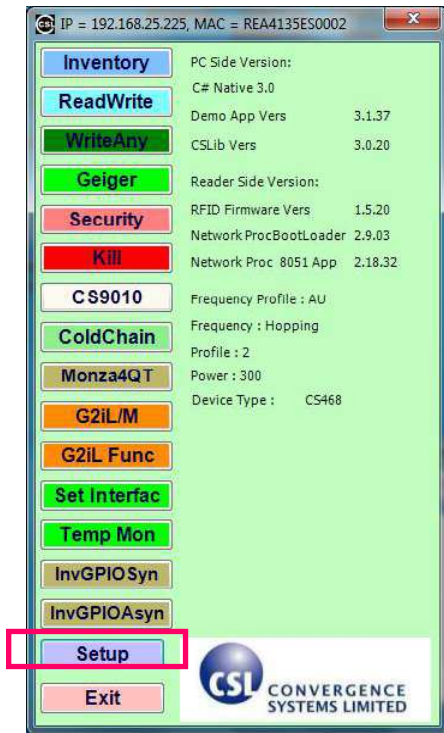 IP = 192.168.25.225, MAC = REA4135ES0002
Inventory
ReadWrite
WriteAny
Geiger
Security
Kill
CS9010
ColdChain
Monza4QT
G2iL/M
G2iL Func
Set Interfac
Temp Mon
InvGPIOSyn
InvGPIOAsyn
Setup
Exit
PC Side Version:
C# Native 3.0
Demo App Vers 3.1.37
CSLib Vers 3.0.20
Reader Side Version:
RFID Firmware Vers 1.5.20
Network ProcBootLoader 2.9.03
Network Proc 8051 App 2.18.32
Frequency Profile : AU
Frequency : Hopping
Profile : 2
Power : 300
Device Type : CS468
CSL CONVERGENCE
SYSTEMS LIMITED